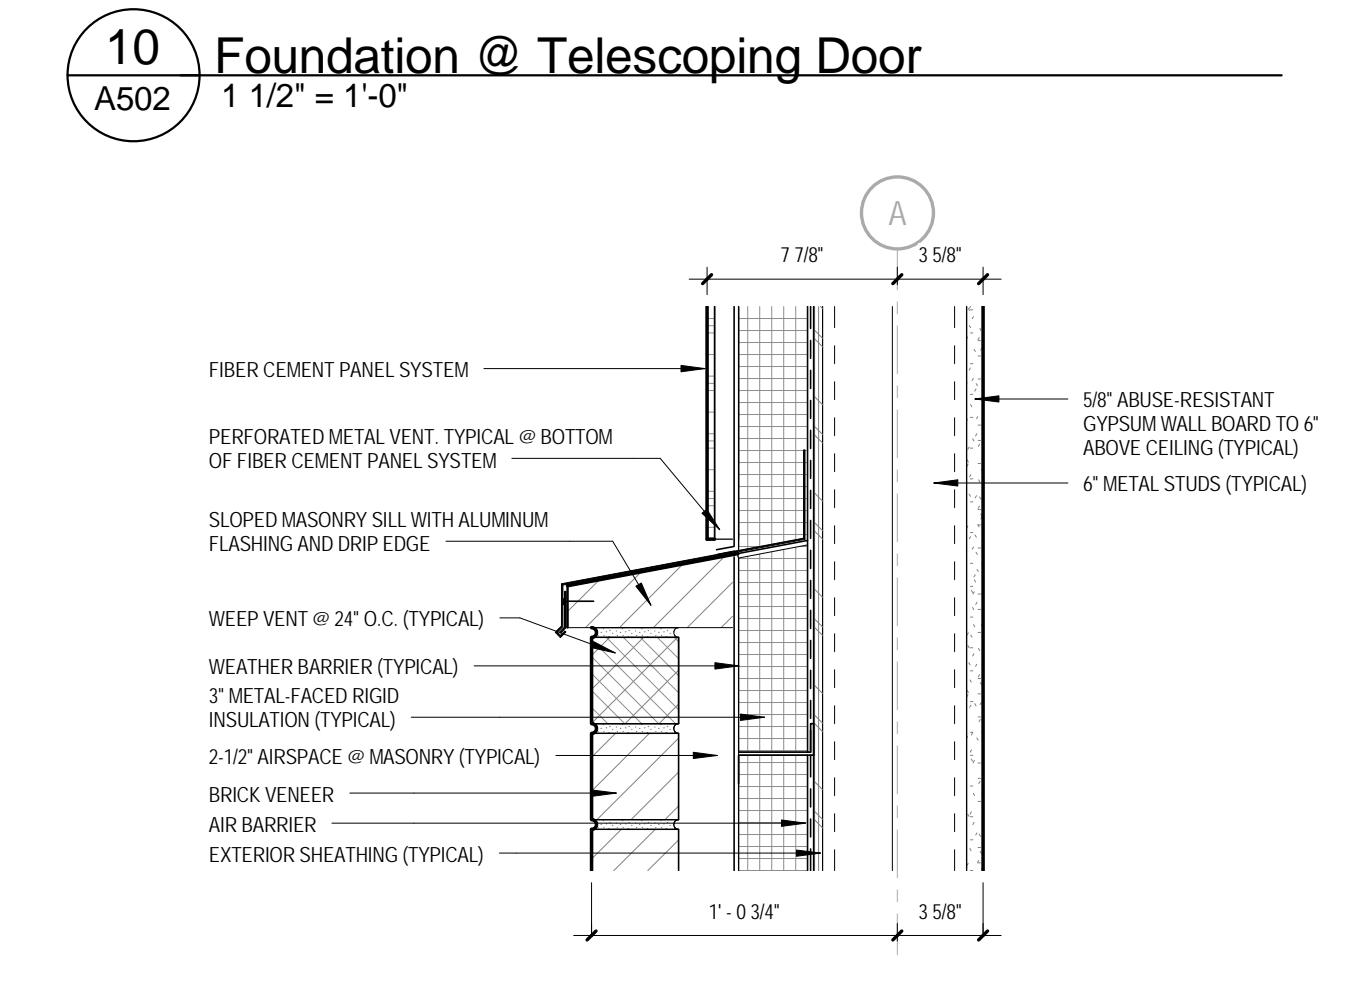 10
A502
Foundation @ Telescoping Door
1 1/2" = 1'-0"
A
7 7/8"
3 5/8"
FIBER CEMENT PANEL SYSTEM
PERFORATED METAL VENT. TYPICAL @ BOTTOM
OF FIBER CEMENT PANEL SYSTEM
SLOPED MASONRY SILL WITH ALUMINUM
FLASHING AND DRIP EDGE
WEEP VENT @ 24" O.C. (TYPICAL)
WEATHER BARRIER (TYPICAL)
3" METAL-FACED RIGID
INSULATION (TYPICAL)
2-1/2" AIRSPACE @ MASONRY (TYPICAL)
BRICK VENEER
AIR BARRIER
EXTERIOR SHEATHING (TYPICAL)
5/8" ABUSE-RESISTANT
GYPSUM WALL BOARD TO 6"
ABOVE CEILING (TYPICAL)
6" METAL STUDS (TYPICAL)
1' - 0 3/4"
3 5/8"